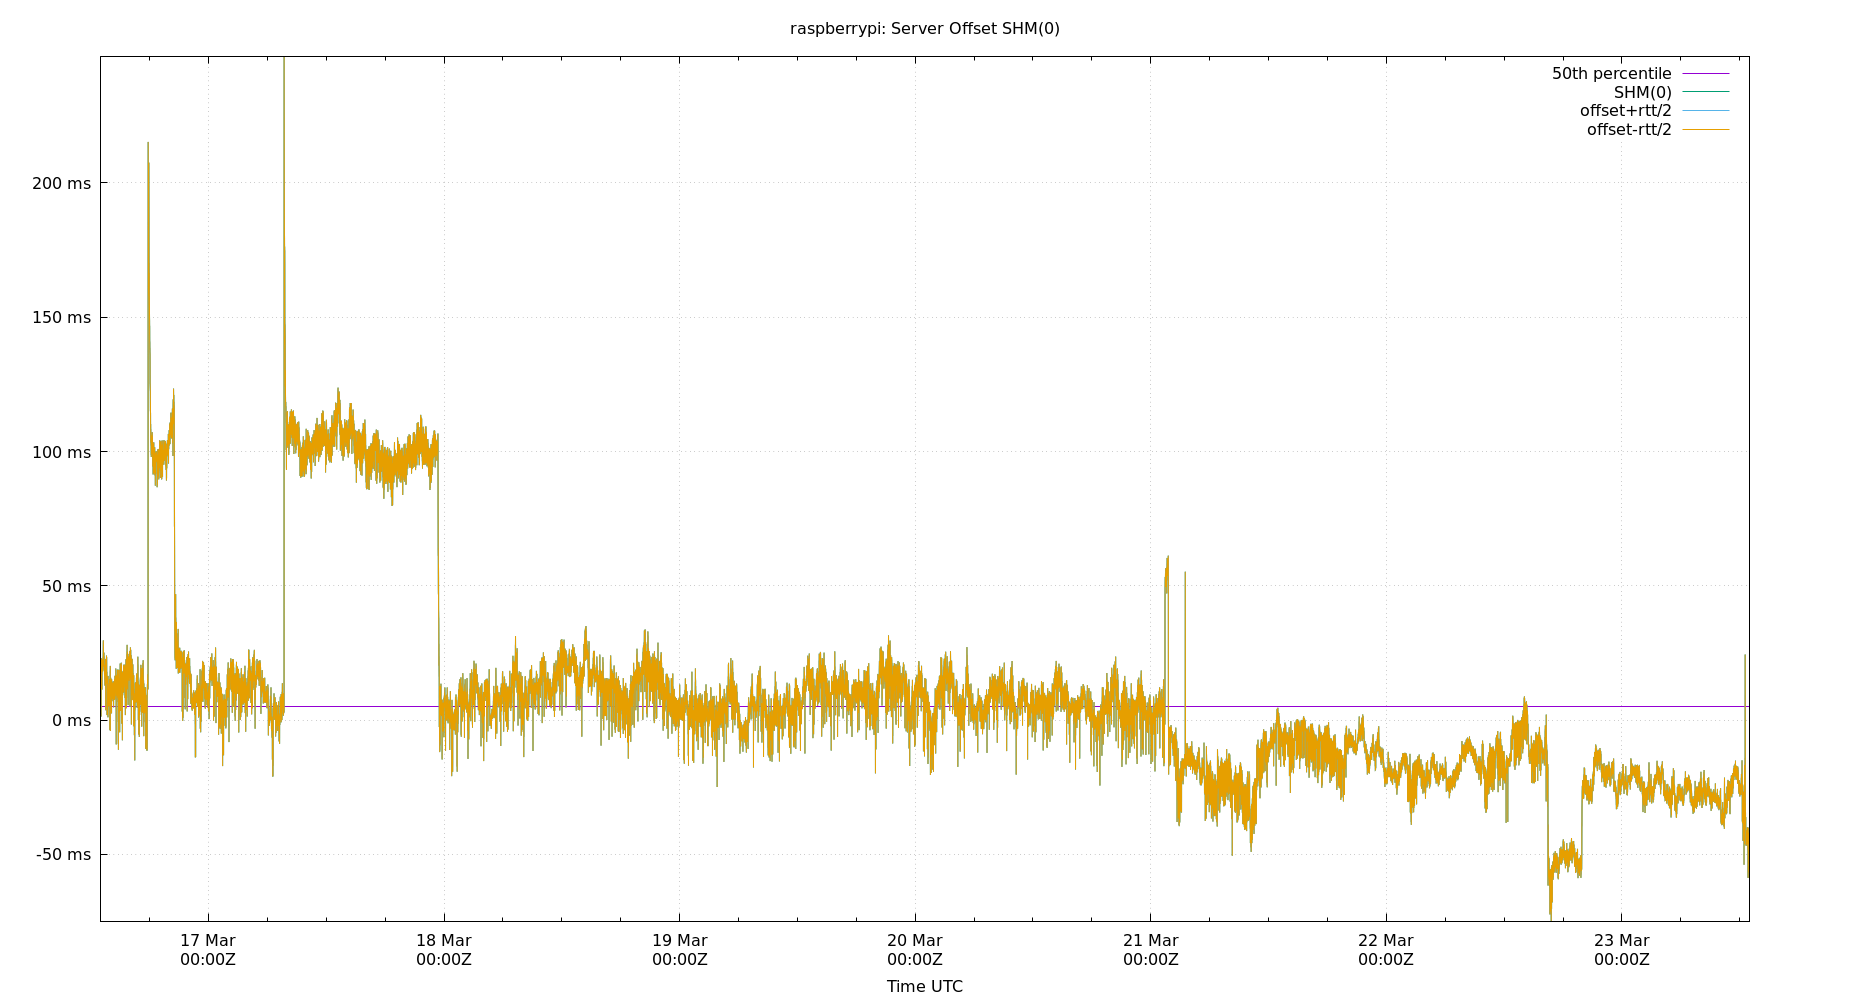 raspberrypi: Server Offset SHM(0)
50th percentile
SHM(0)
offset+rtt/2
offset-rtt/2
200 ms
150 ms
100 ms
50 ms
0 ms
-50 ms
17 Mar 18 Mar 19 Mar 20 Mar 21 Mar 22 Mar 23 Mar
00:00Z 00:00Z 00:00Z 00:00Z 00:00Z 00:00Z 00:00Z
Time UTC